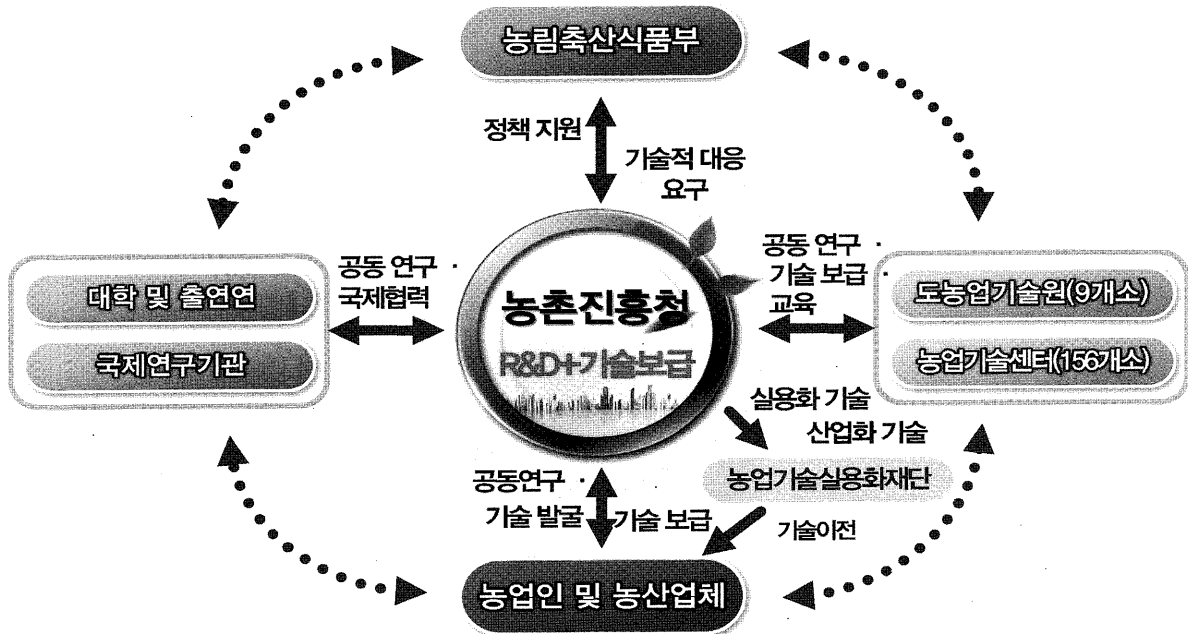 농림축산식품부
정책 지원
기술적 대응
요구
공동 연구 ·
국제협력
대학 및 출연연
국제연구기관
농촌진흥청
R&D+기술보급
공동 연구 ·
기술 보급 ·
교육
도농업기술원(9개소)
농업기술센터(156개소)
실용화 기술
산업화 기술
농업기술실용화재단
기술이전
공동연구 ·
기술 발굴
기술 보급
농업인 및 농산업체